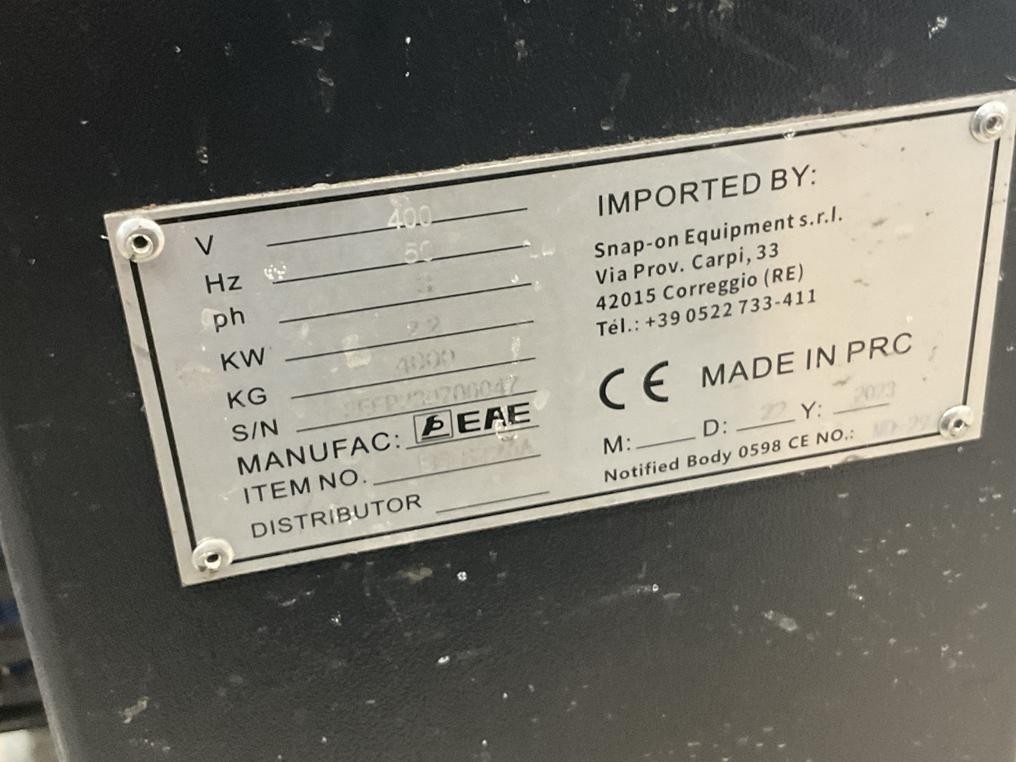 V 400
Hz 50
ph 3
KW 2.2
KG 4000
S/N
MANUFAC: EAE
ITEM NO.
DISTRIBUTOR
IMPORTED BY:
Snap-on Equipment s.r.l.
Via Prov. Carpi, 33
42015 Correggio (RE)
Tél.: +39 0522 733-411
CE MADE IN PRC
M: D: 22 Y: 2023
Notified Body 0598 CE NO.: